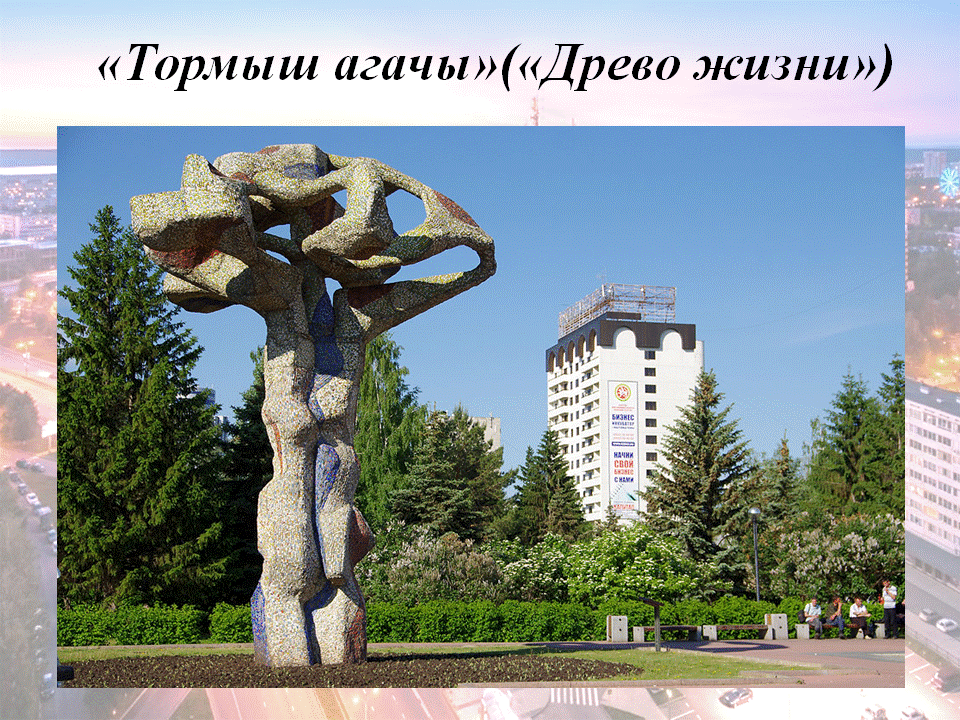 «Тормыш агачы»(«Древо жизни»)
БИЗНЕС
НАЧНИ
СВОЙ
БИЗНЕС
С НАМИ